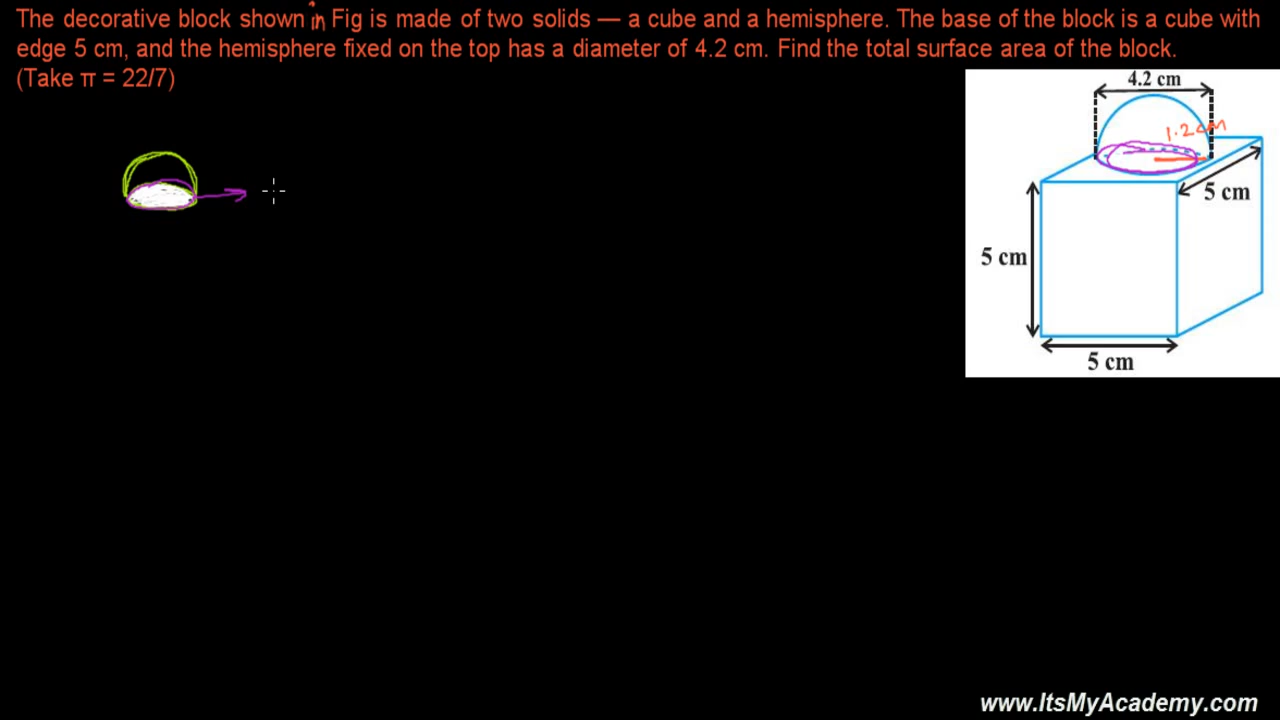 The decorative block shown in Fig is made of two solids — a cube and a hemisphere. The base of the block is a cube with
edge 5 cm, and the hemisphere fixed on the top has a diameter of 4.2 cm. Find the total surface area of the block.
(Take π = 22/7)
4.2 cm
1.2 cm
5 cm
5 cm
5 cm
www.ItsMyAcademy.com